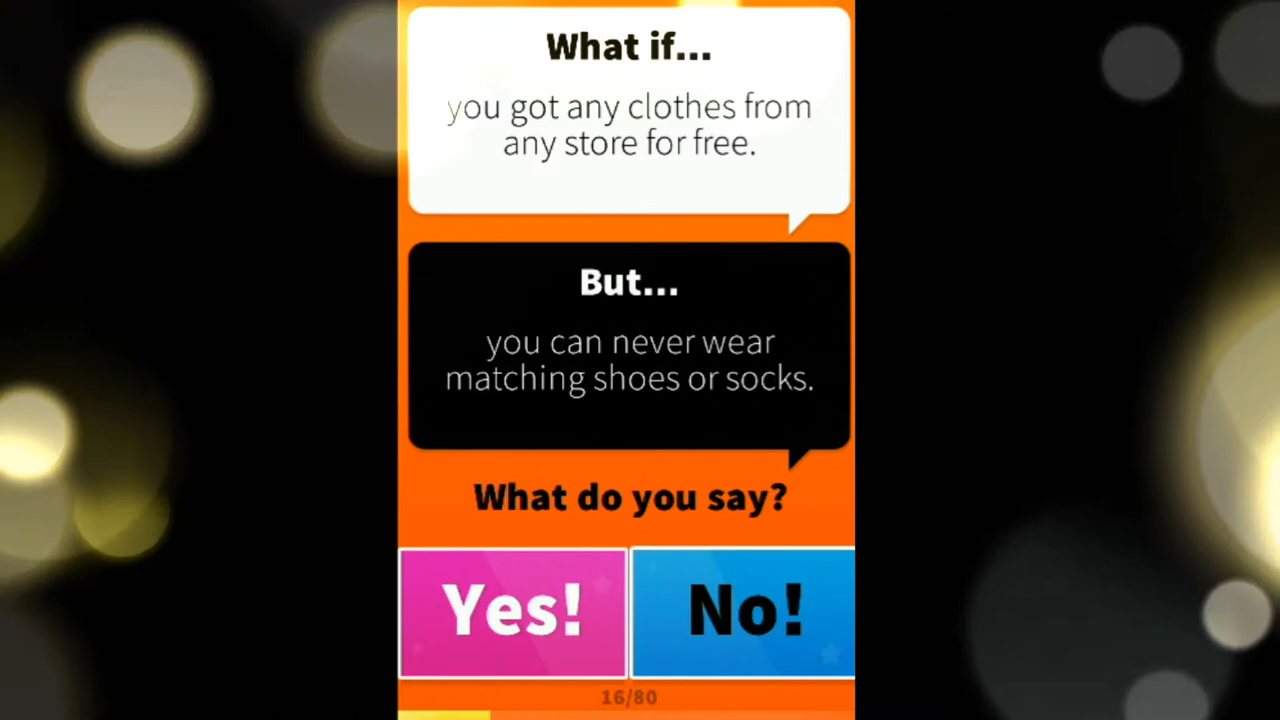 What if...
you got any clothes from
any store for free.
But...
you can never wear
matching shoes or socks.
What do you say?
Yes!
No!
16/80